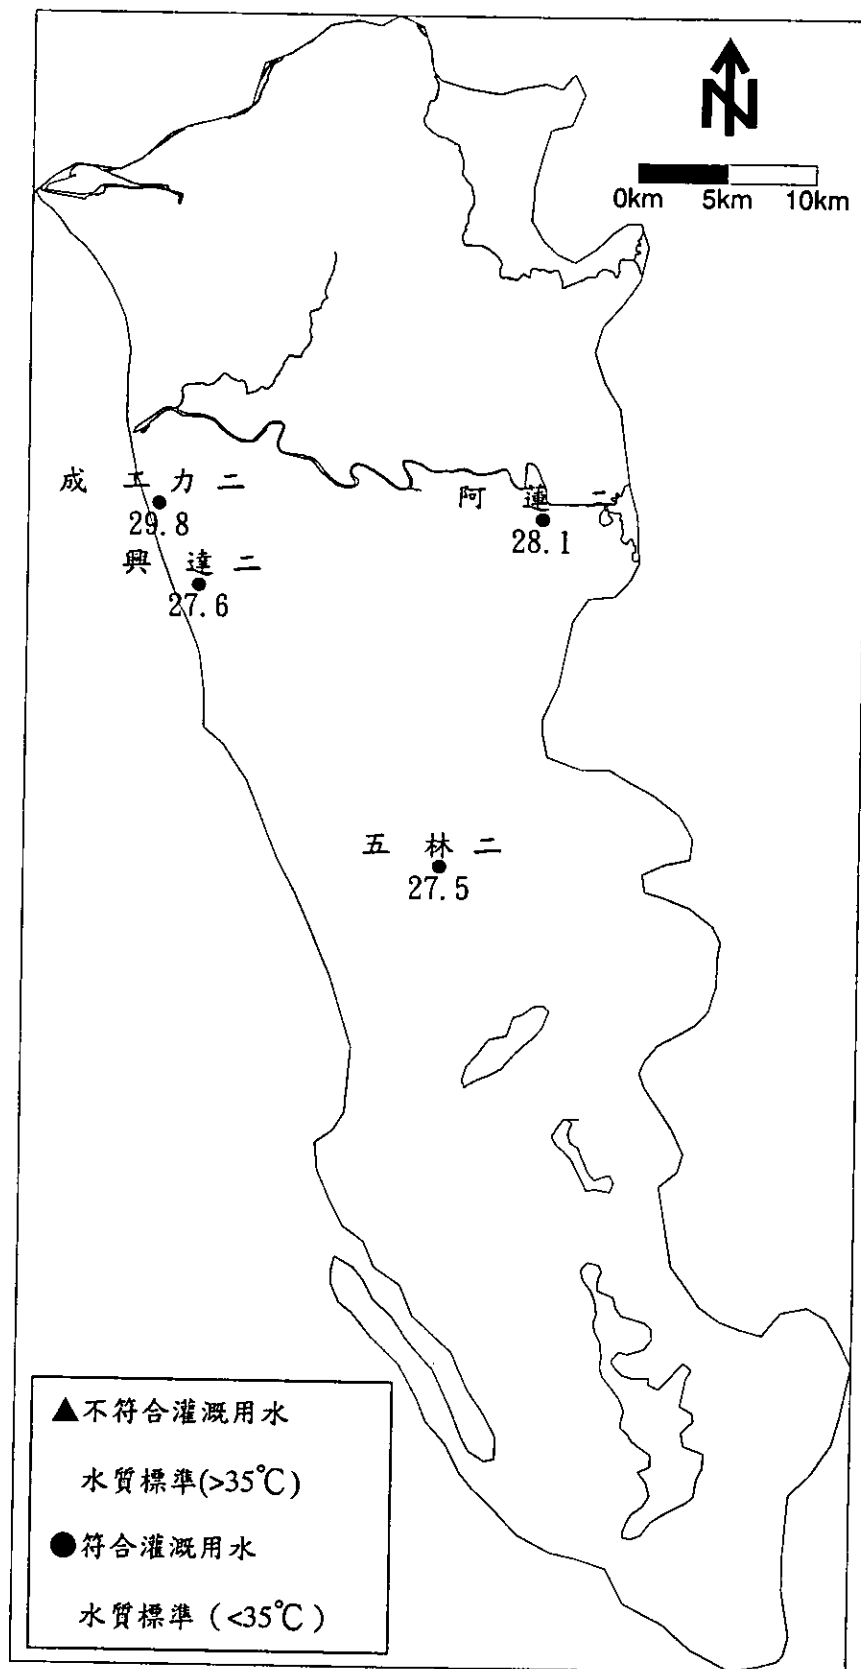 N
0km 5km 10km
成 工 力 二
29.8
阿 蓮 二
28.1
興 達 二
27.6
五 林 二
27.5
▲不符合灌溉用水
水質標準(>35℃)
●符合灌溉用水
水質標準(<35℃)